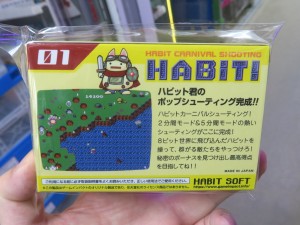 01
HABIT CARNIVAL SHOOTING
HABIT!
ハビット君の
ポップシューティング完成!!
ハビットカーニバルシューティング!
2分間モード&5分間モードの熱い
シューティングがここに完成!
8ビット世界に飛び込んだハビットを
操って、群がる敵たちをやっつけろ!
秘密のボーナスを見つけ出し最高得点
を目指してね!!
MADE IN JAPAN
HABIT SOFT